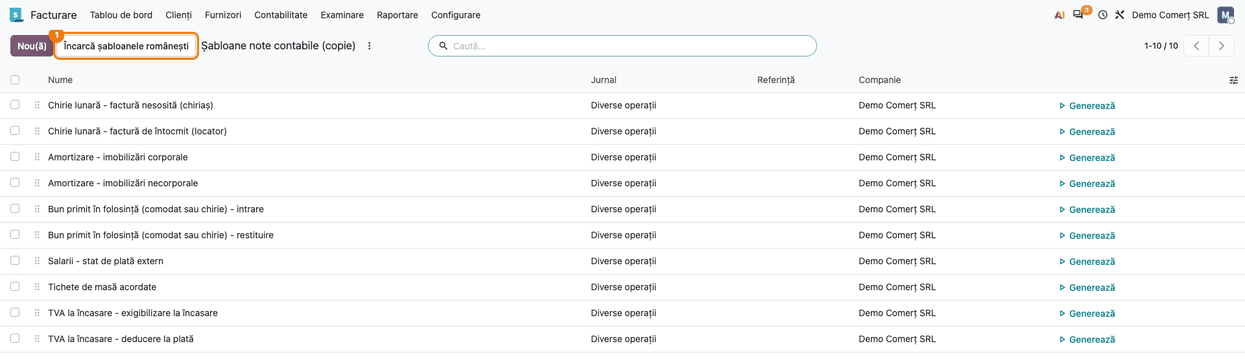 Facturare Tablou de bord Clienți Furnizori Contabilitate Examinare Raportare Configurare AI 3 Demo Comerț SRL M
1
Nou(ă) Încarcă șabloanele românești Șabloane note contabile (copie) Caută... 1-10 / 10
Nume Jurnal Referință Companie
Chirie lunară - factură nesosită (chiriaș) Diverse operații Demo Comerț SRL Generează
Chirie lunară - factură de întocmit (locator) Diverse operații Demo Comerț SRL Generează
Amortizare - imobilizări corporale Diverse operații Demo Comerț SRL Generează
Amortizare - imobilizări necorporale Diverse operații Demo Comerț SRL Generează
Bun primit în folosință (comodat sau chirie) - intrare Diverse operații Demo Comerț SRL Generează
Bun primit în folosință (comodat sau chirie) - restituire Diverse operații Demo Comerț SRL Generează
Salarii - stat de plată extern Diverse operații Demo Comerț SRL Generează
Tichete de masă acordate Diverse operații Demo Comerț SRL Generează
TVA la încasare - exigibilizare la încasare Diverse operații Demo Comerț SRL Generează
TVA la încasare - deducere la plată Diverse operații Demo Comerț SRL Generează